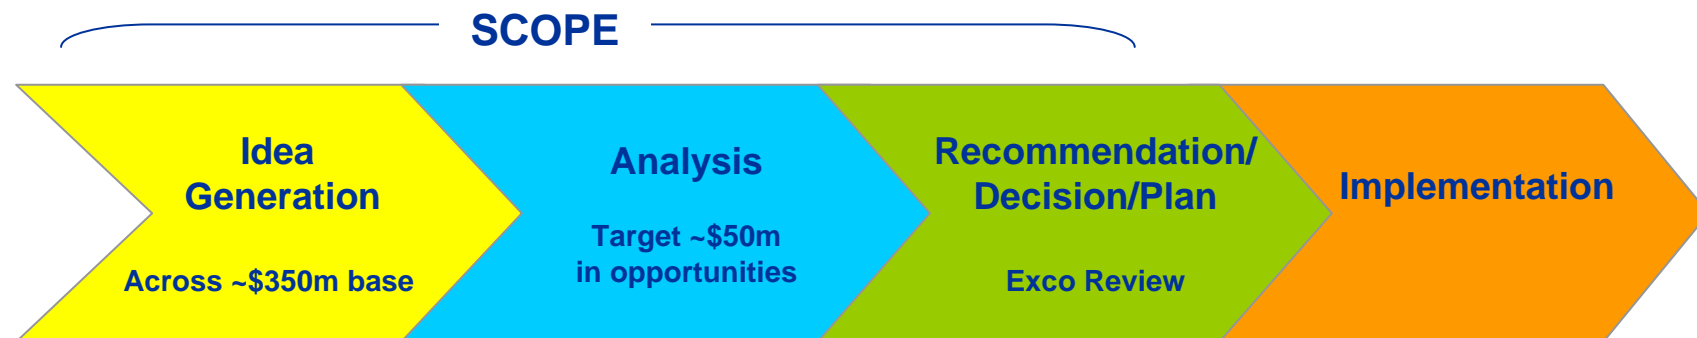 SCOPE
Idea
Generation
Across ~$350m base
Analysis
Target ~$50m
in opportunities
Recommendation/
Decision/Plan
Exco Review
Implementation